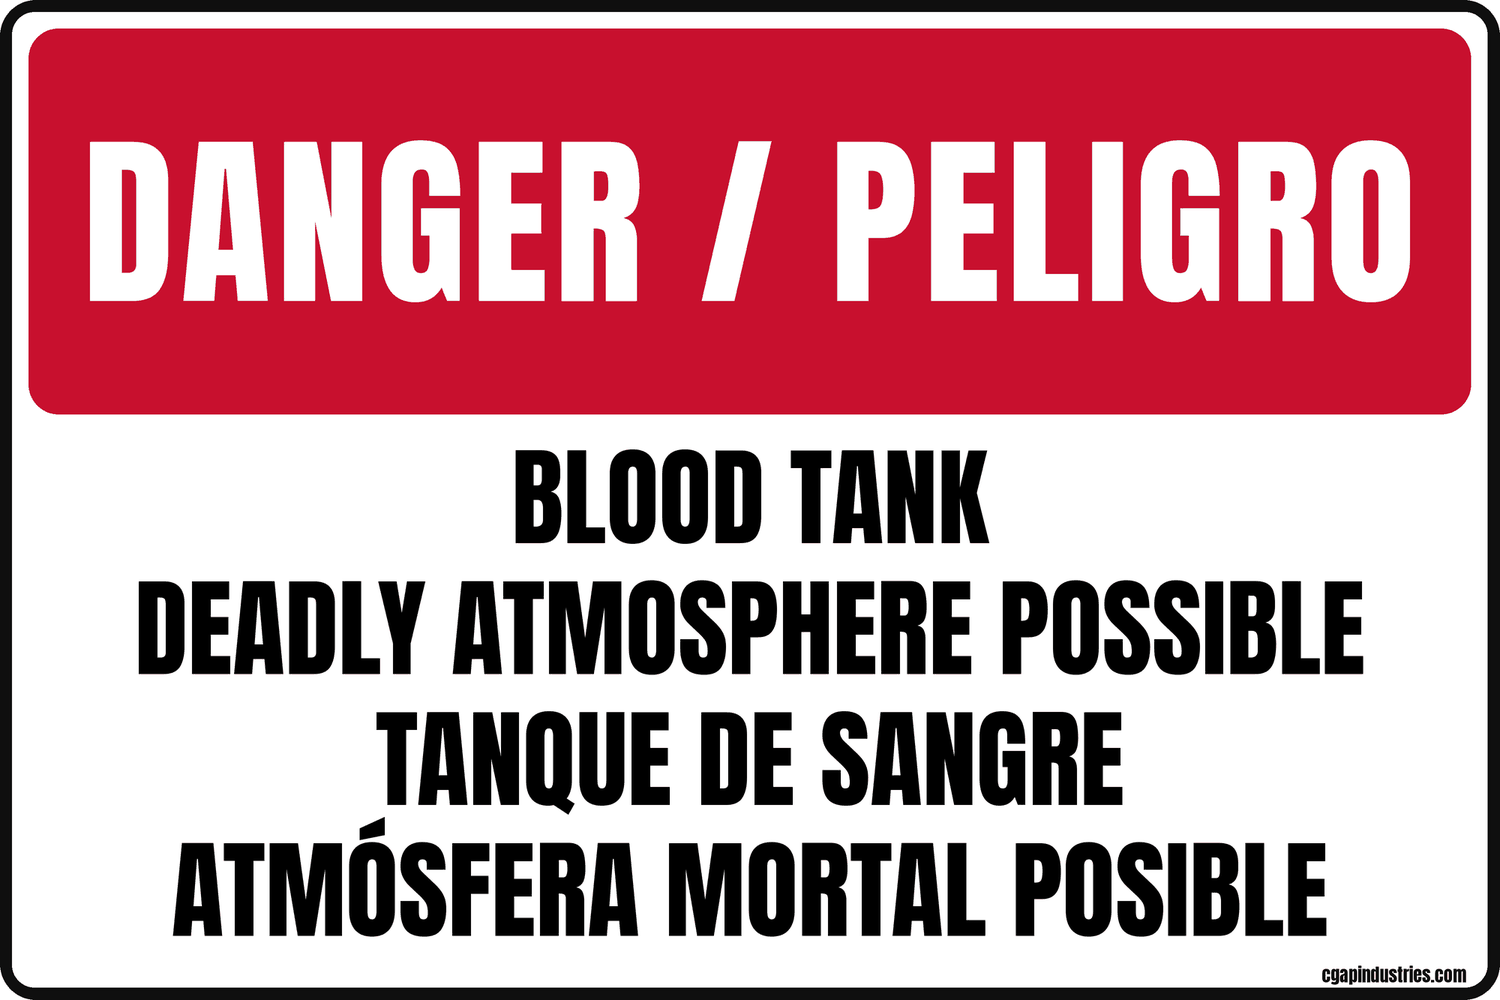 DANGER / PELIGRO
BLOOD TANK
DEADLY ATMOSPHERE POSSIBLE
TANQUE DE SANGRE
ATMÓSFERA MORTAL POSIBLE
cgapindustries.com